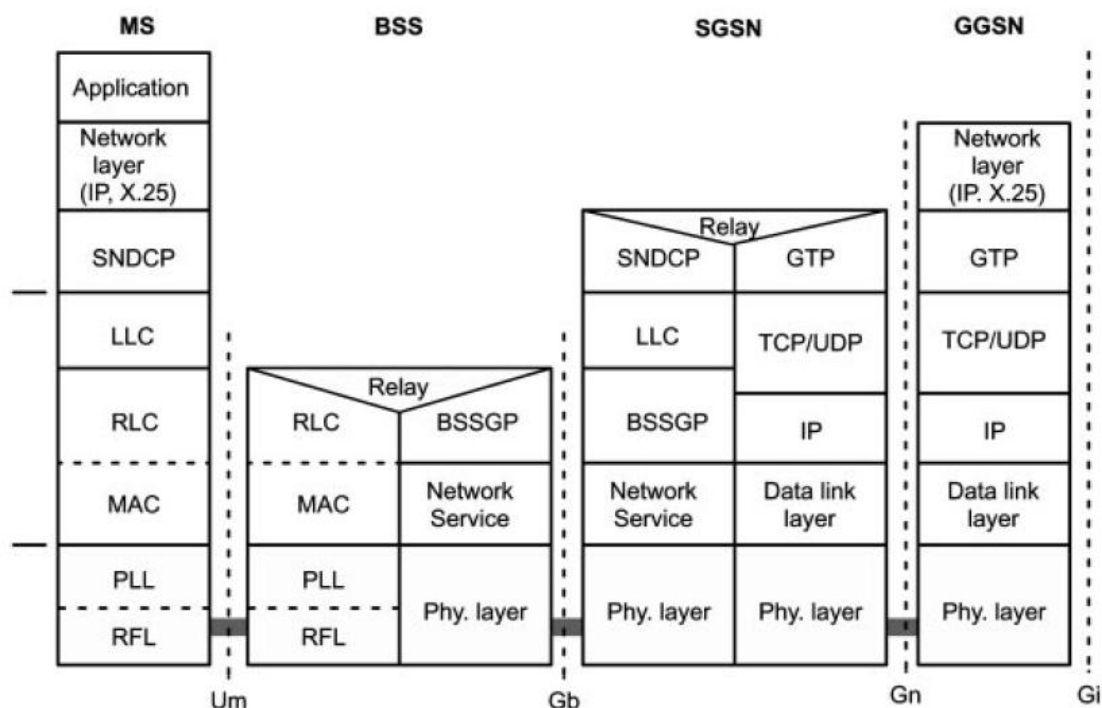 MS BSS SGSN GGSN
Application
Network
layer
(IP, X.25)
SNDCP
LLC
RLC
MAC
PLL
RFL
Um
Relay
RLC
BSSGP
MAC
Network
Service
PLL
RFL
Phy. layer
Gb
Relay
SNDCP
GTP
LLC
TCP/UDP
BSSGP
IP
Network
Service
Data link
layer
Phy. layer
Phy. layer
Gn
Network
layer
(IP. X.25)
GTP
TCP/UDP
IP
Data link
layer
Phy. layer
Gi